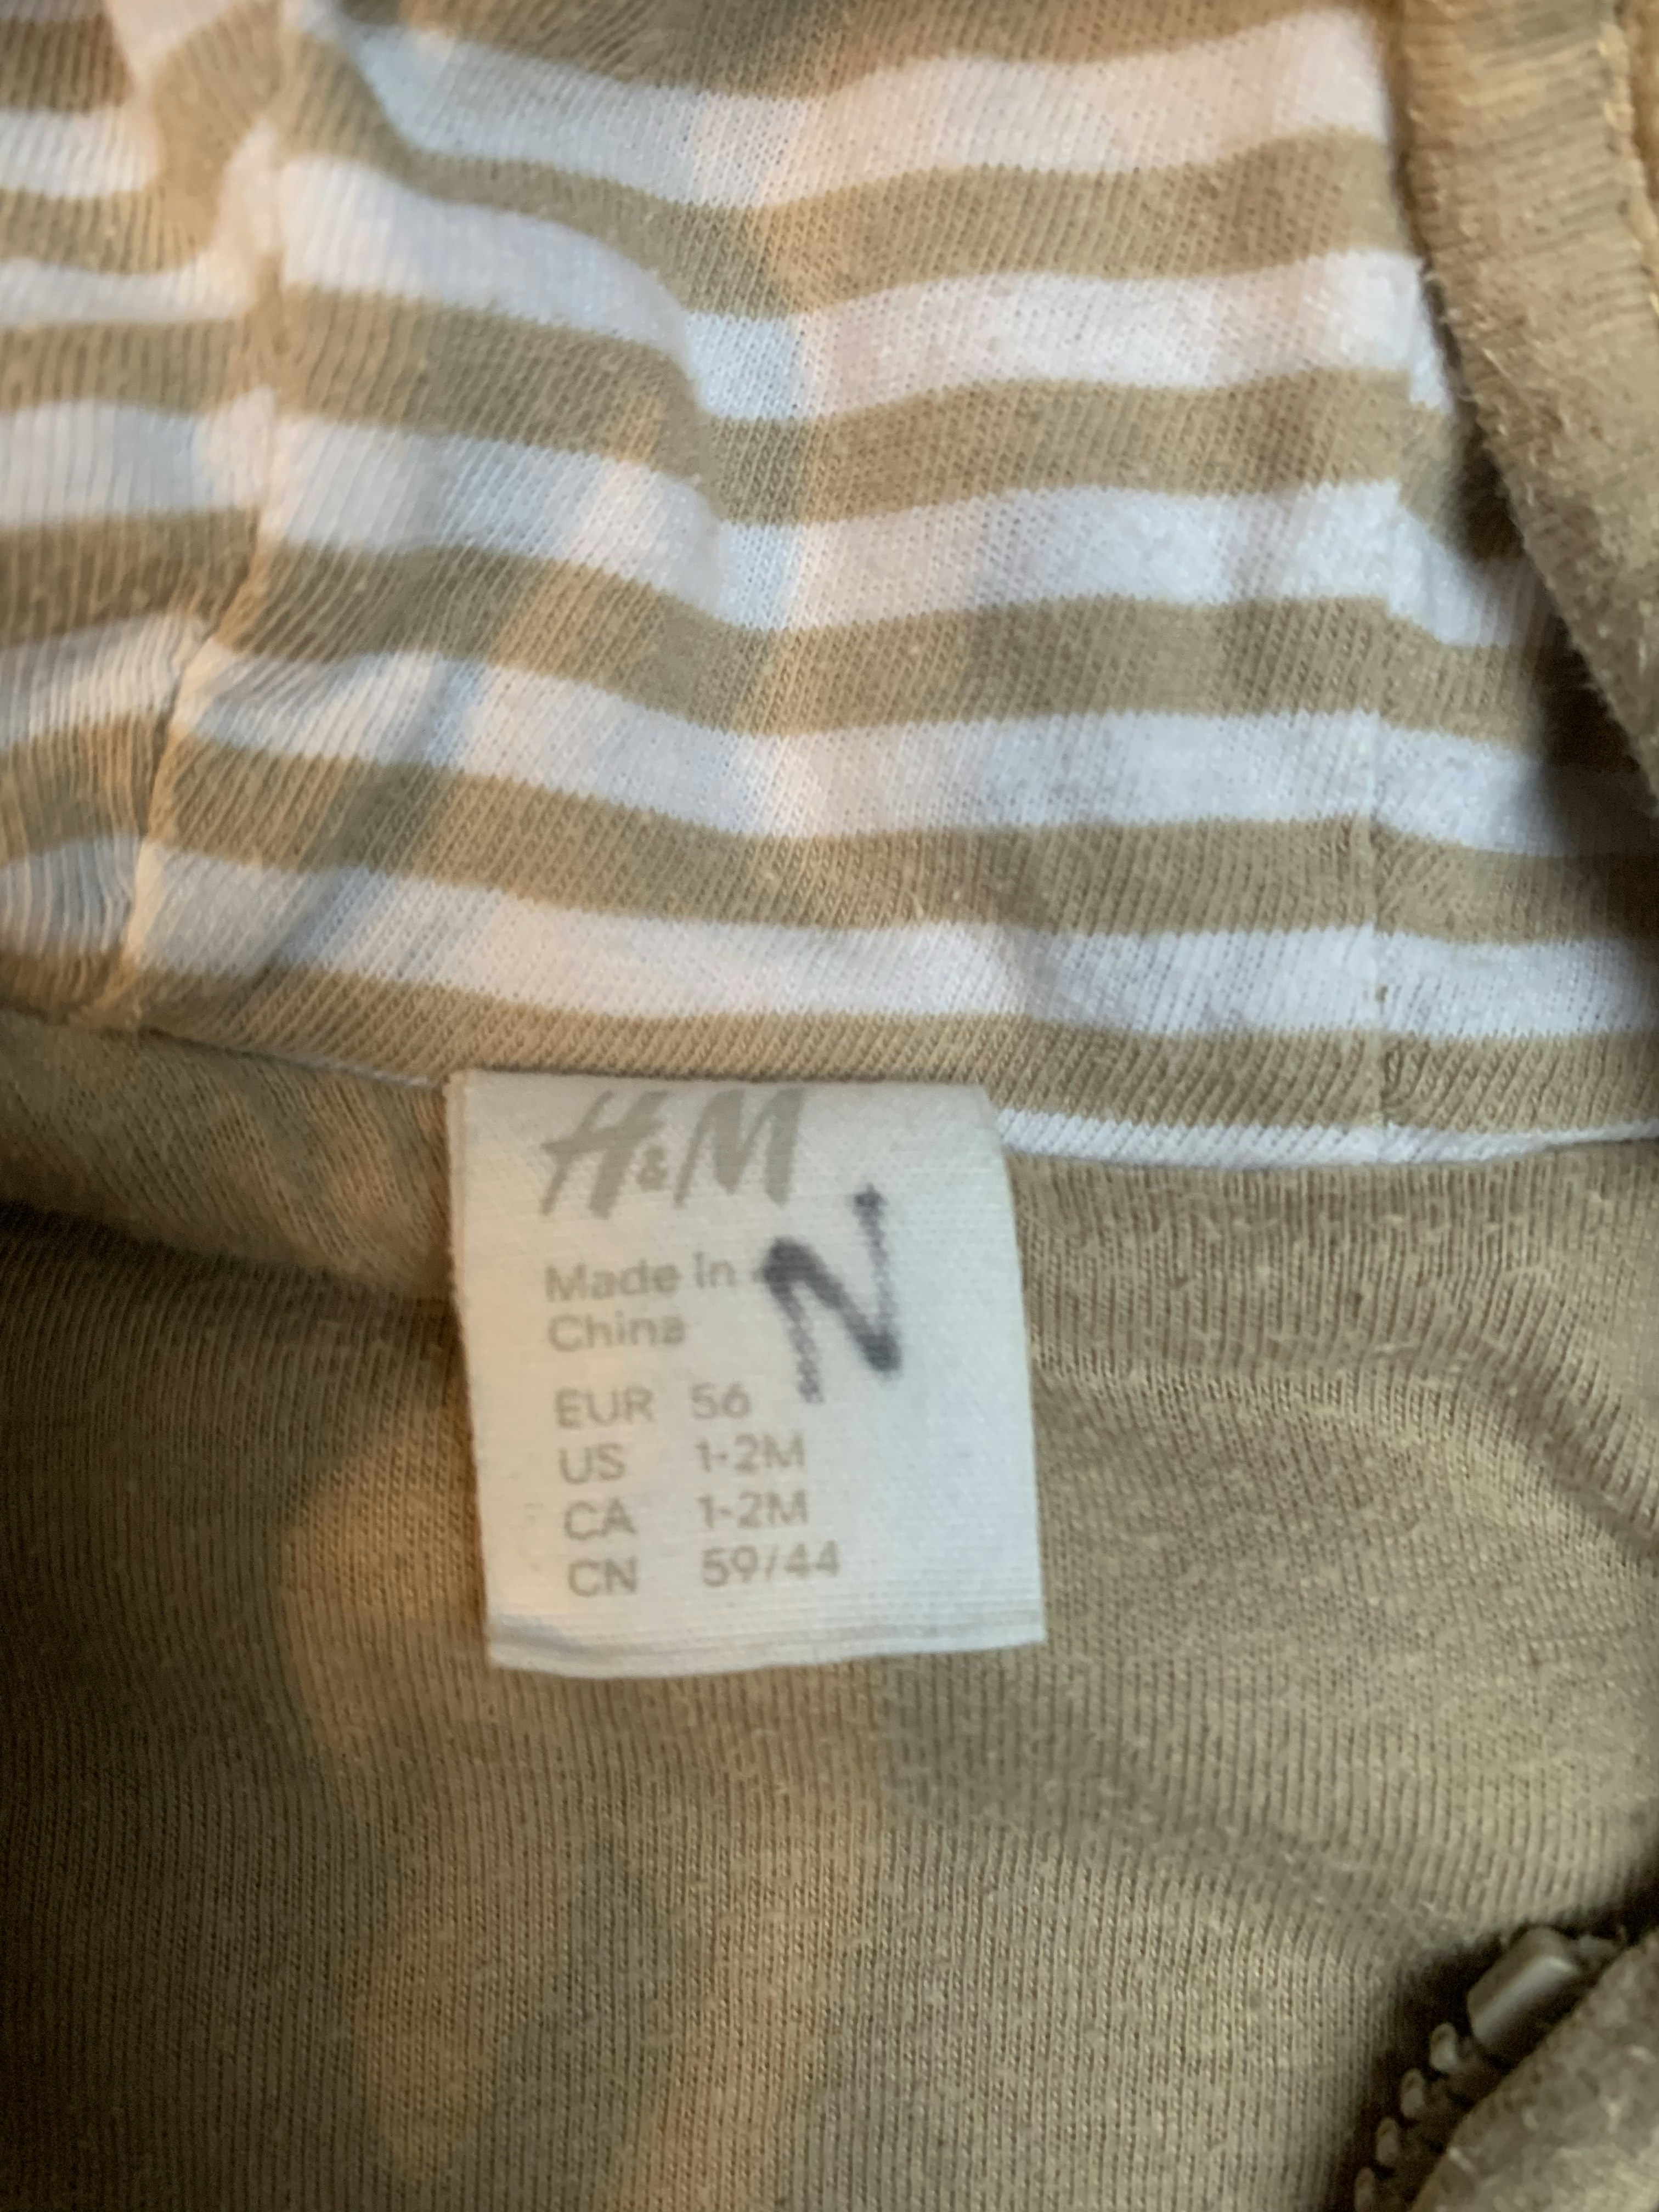 H&M
Made in
China
N
EUR 56
US 1-2M
CA 1-2M
CN 59/44